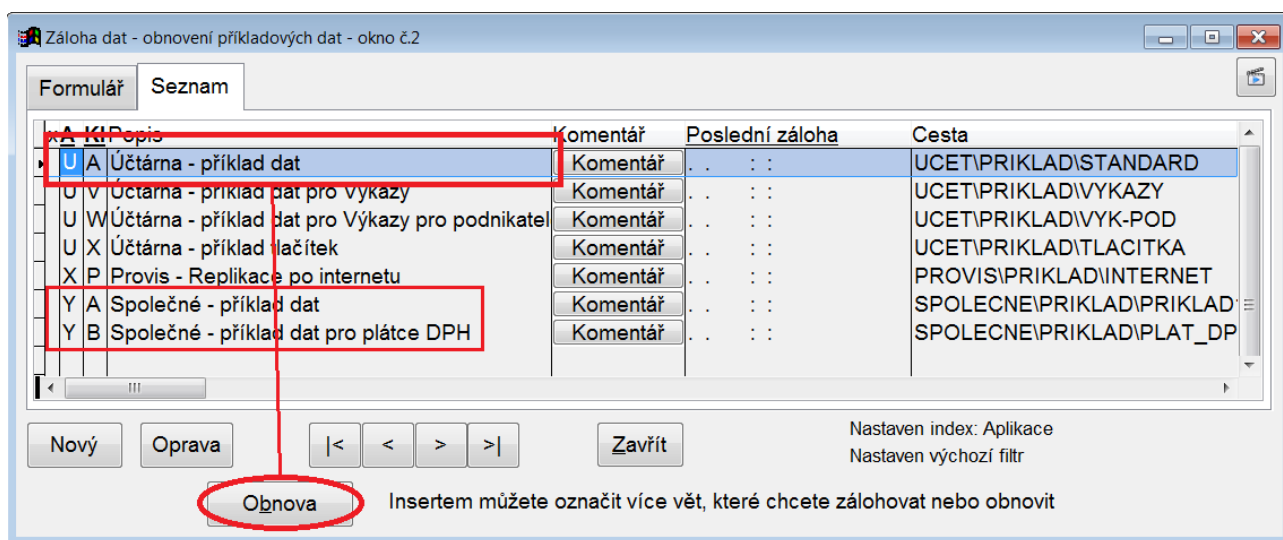 Záloha dat - obnovení příkladových dat - okno č.2
Formulář Seznam
x A Kl Popis Komentář Poslední záloha Cesta
U A Účtárna - příklad dat Komentář . . : : UCET\PRIKLAD\STANDARD
U V Účtárna - příklad dat pro Výkazy Komentář . . : : UCET\PRIKLAD\VYKAZY
U W Účtárna - příklad dat pro Výkazy pro podnikatel Komentář . . : : UCET\PRIKLAD\VYK-POD
U X Účtárna - příklad tlačítek Komentář . . : : UCET\PRIKLAD\TLACITKA
X P Provis - Replikace po internetu Komentář . . : : PROVIS\PRIKLAD\INTERNET
Y A Společné - příklad dat Komentář . . : : SPOLECNE\PRIKLAD\PRIKLAD
Y B Společné - příklad dat pro plátce DPH Komentář . . : : SPOLECNE\PRIKLAD\PLAT_DP
Nový Oprava |< < > >| Zavřít Nastaven index: Aplikace
Nastaven výchozí filtr
Obnova Insertem můžete označit více vět, které chcete zálohovat nebo obnovit